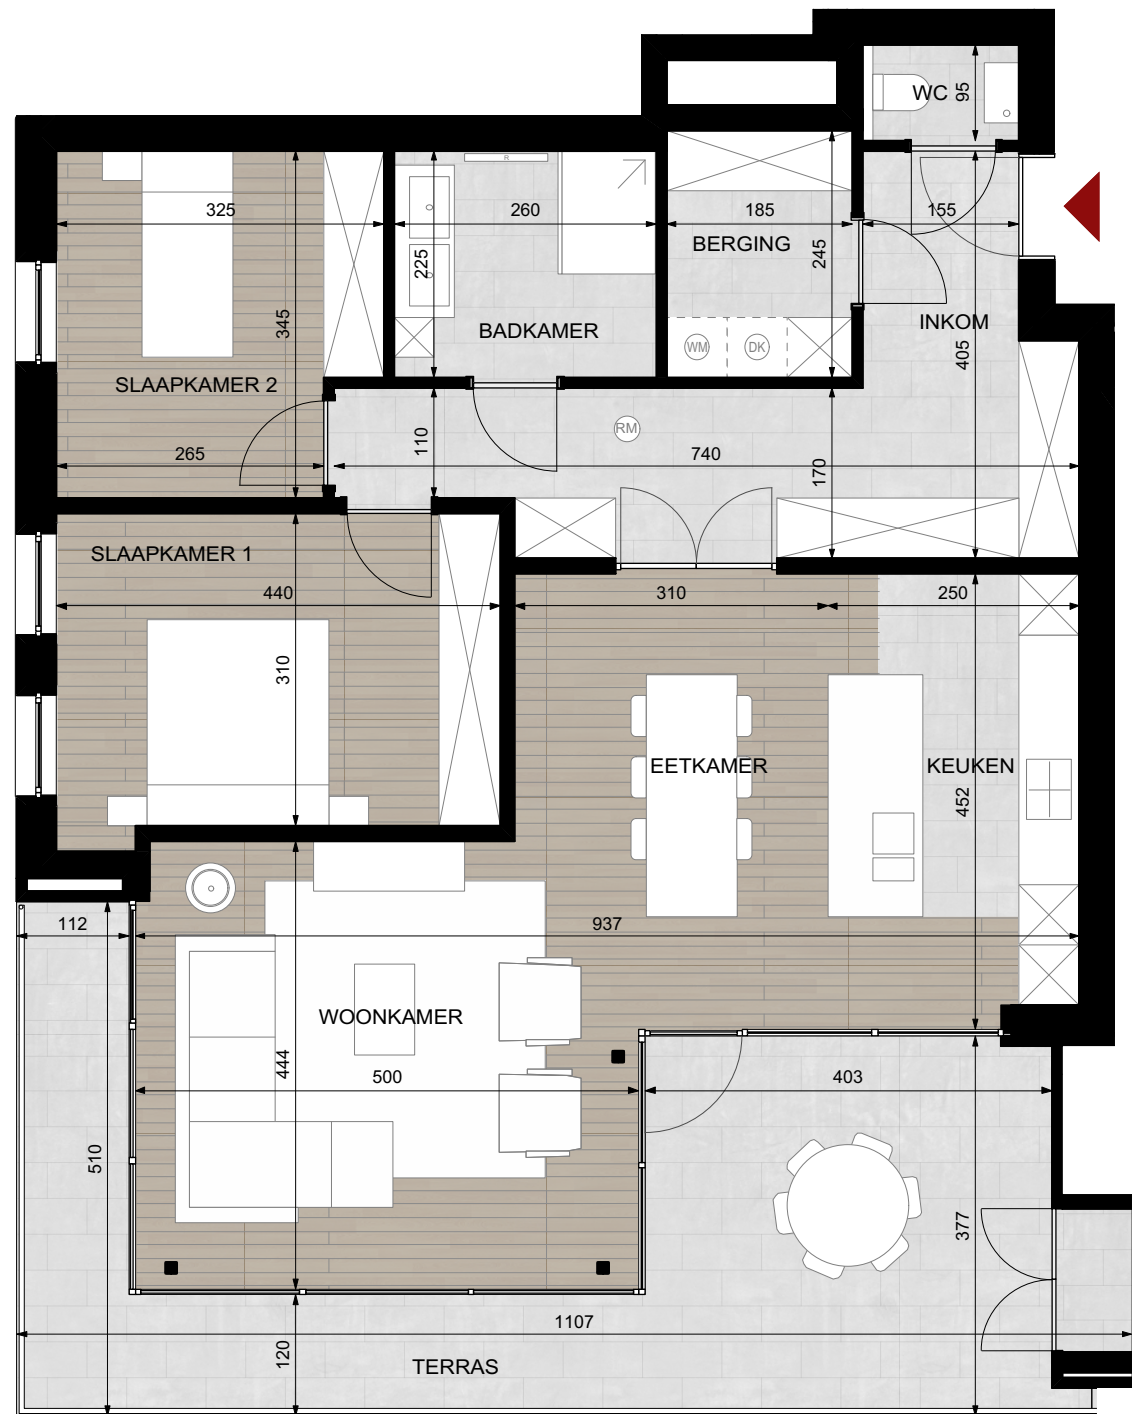 WC
95
325
R
260
185
155
BERGING
225
245
BADKAMER
INKOM
345
405
WM
DK
SLAAPKAMER 2
RM
110
265
740
170
SLAAPKAMER 1
440
310
250
310
EETKAMER
KEUKEN
452
112
937
WOONKAMER
444
500
403
510
377
1107
120
TERRAS